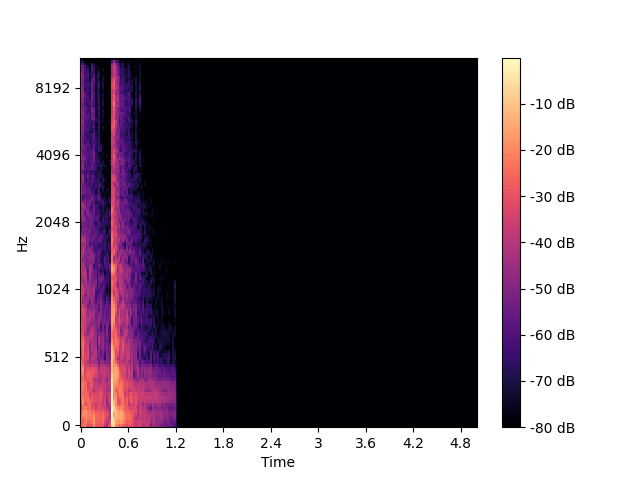 8192
4096
2048
1024
512
0
Hz
0 0.6 1.2 1.8 2.4 3 3.6 4.2 4.8
Time
-10 dB
-20 dB
-30 dB
-40 dB
-50 dB
-60 dB
-70 dB
-80 dB